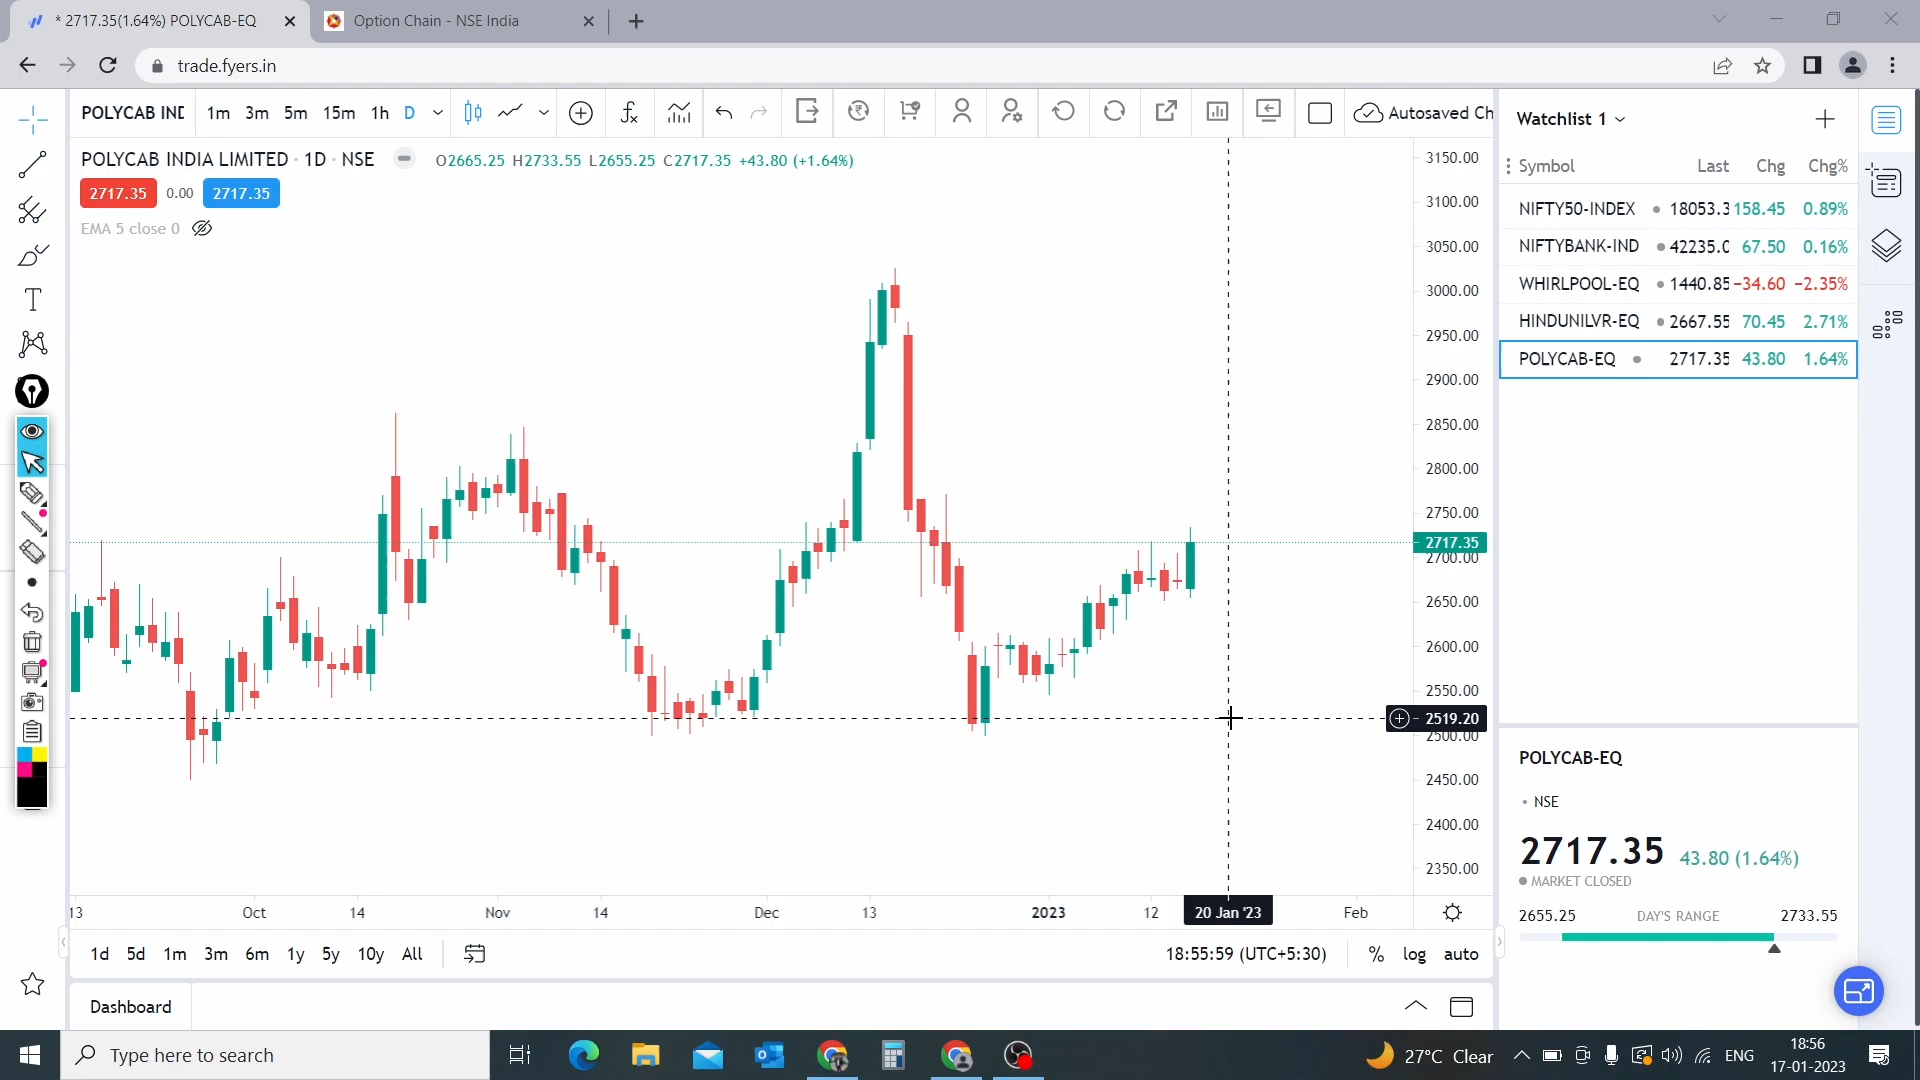 * 2717.35(1.64%) POLYCAB-EQ
Option Chain - NSE India
trade.fyers.in
POLYCAB IND 1m 3m 5m 15m 1h D
Autosaved Ch
POLYCAB INDIA LIMITED · 1D · NSE
O2665.25 H2733.55 L2655.25 C2717.35 +43.80 (+1.64%)
2717.35 0.00 2717.35
EMA 5 close 0
3150.00
3100.00
3050.00
3000.00
2950.00
2900.00
2850.00
2800.00
2750.00
2717.35
2700.00
2650.00
2600.00
2550.00
2519.20
2500.00
2450.00
2400.00
2350.00
13 Oct 14 Nov 14 Dec 13 2023 12 20 Jan '23 Feb
1d 5d 1m 3m 6m 1y 5y 10y All
18:55:59 (UTC+5:30) % log auto
Dashboard
Watchlist 1
Symbol Last Chg Chg%
NIFTY50-INDEX 18053.3 158.45 0.89%
NIFTYBANK-IND 42235.0 67.50 0.16%
WHIRLPOOL-EQ 1440.85 −34.60 −2.35%
HINDUNILVR-EQ 2667.55 70.45 2.71%
POLYCAB-EQ 2717.35 43.80 1.64%
POLYCAB-EQ
NSE
2717.35 43.80 (1.64%)
MARKET CLOSED
2655.25 DAY'S RANGE 2733.55
Type here to search
27°C Clear
ENG
18:56
17-01-2023